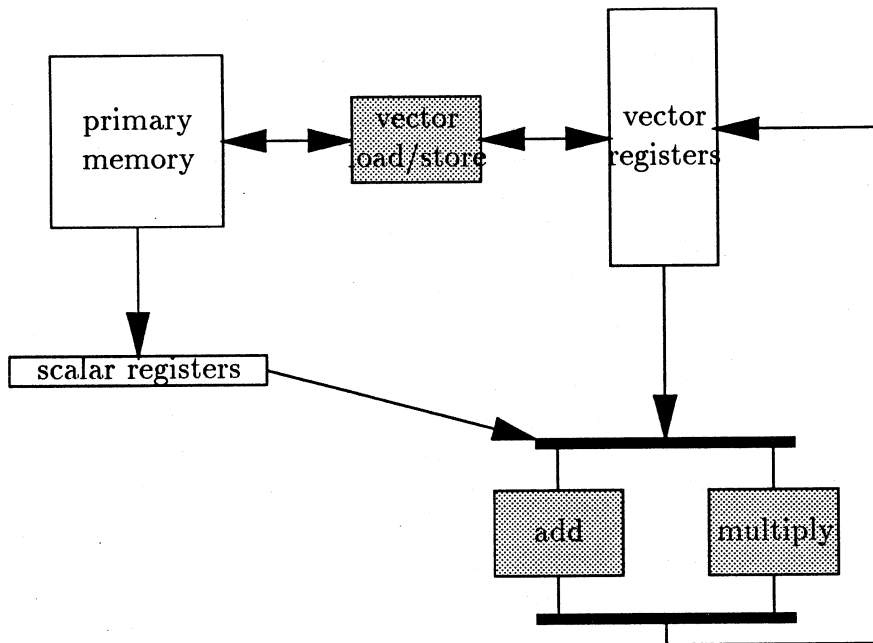 primary
memory
vector
load/store
vector
registers
scalar registers
add
multiply